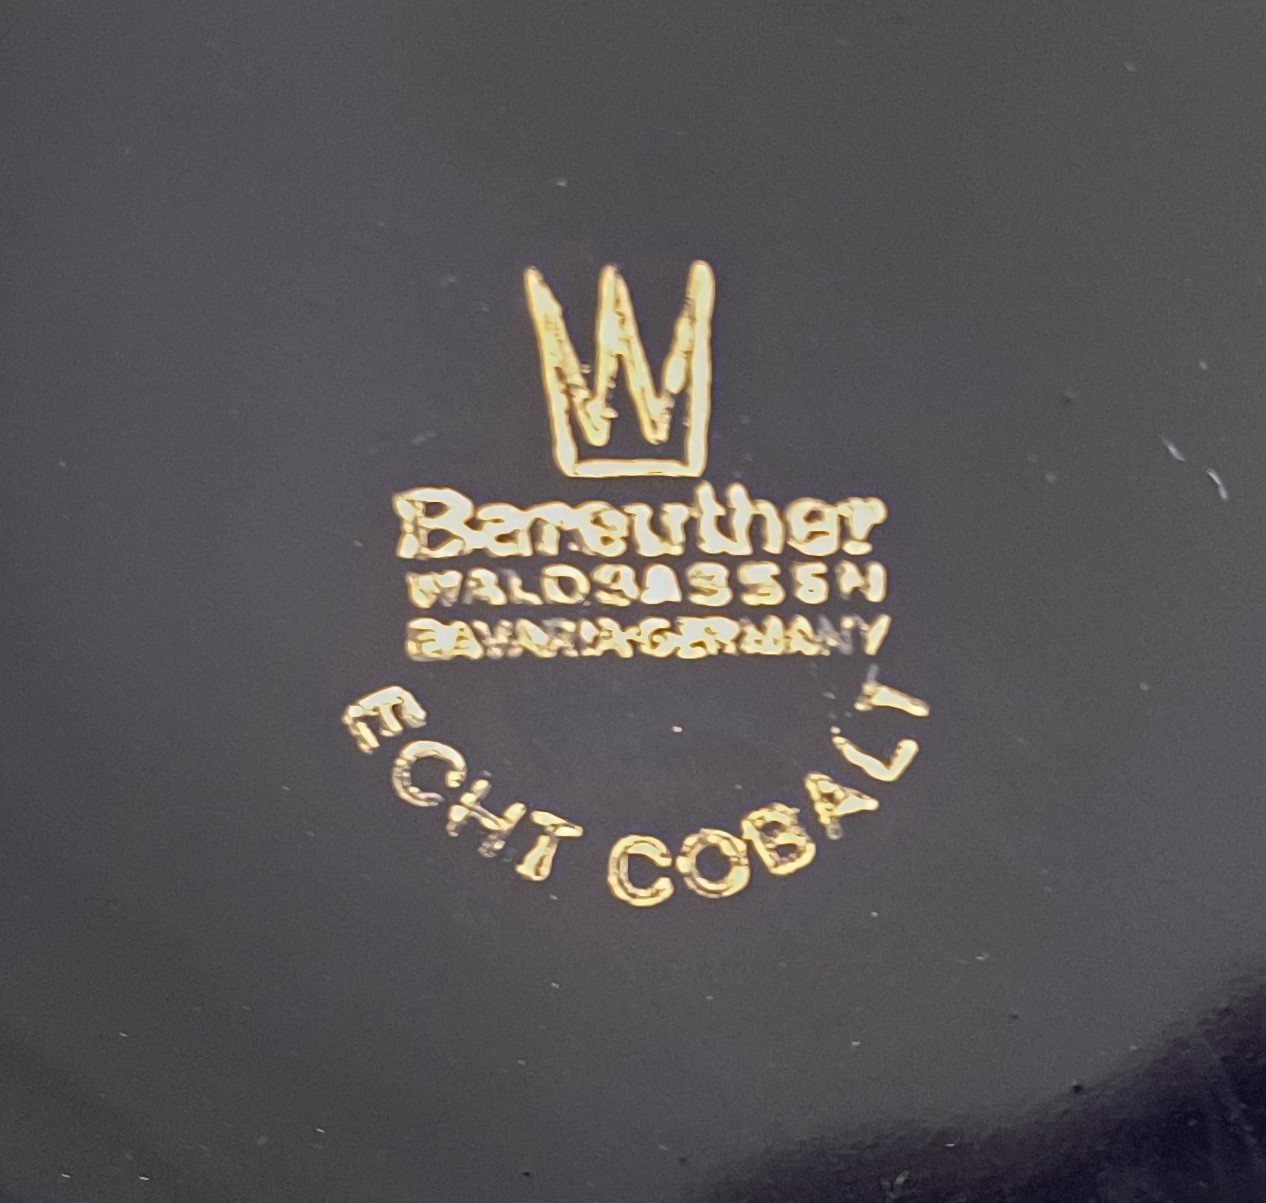 W
Bareuther
WALDSASSEN
BAVARIA-GERMANY
ECHT COBALT